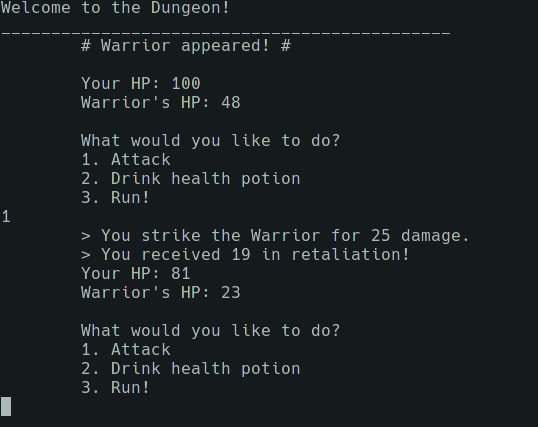 Welcome to the Dungeon!
_____________________________________________
# Warrior appeared! #
Your HP: 100
Warrior's HP: 48
What would you like to do?
1. Attack
2. Drink health potion
3. Run!
1
> You strike the Warrior for 25 damage.
> You received 19 in retaliation!
Your HP: 81
Warrior's HP: 23
What would you like to do?
1. Attack
2. Drink health potion
3. Run!